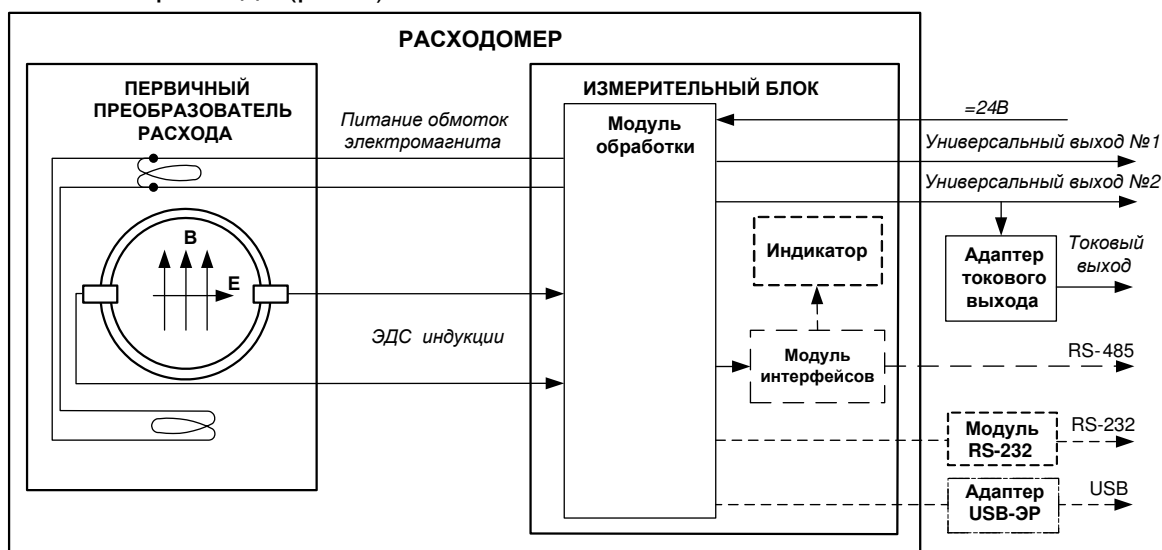 РАСХОДОМЕР
ПЕРВИЧНЫЙ
ПРЕОБРАЗОВАТЕЛЬ
РАСХОДА
Питание обмоток
электромагнита
ИЗМЕРИТЕЛЬНЫЙ БЛОК
Модуль
обработки
=24В
Универсальный выход №1
Универсальный выход №2
B
E
Индикатор
Адаптер
токового
выхода
Токовый
выход
ЭДС индукции
Модуль
интерфейсов
RS-485
Модуль
RS-232
RS-232
Адаптер
USB-ЭР
USB